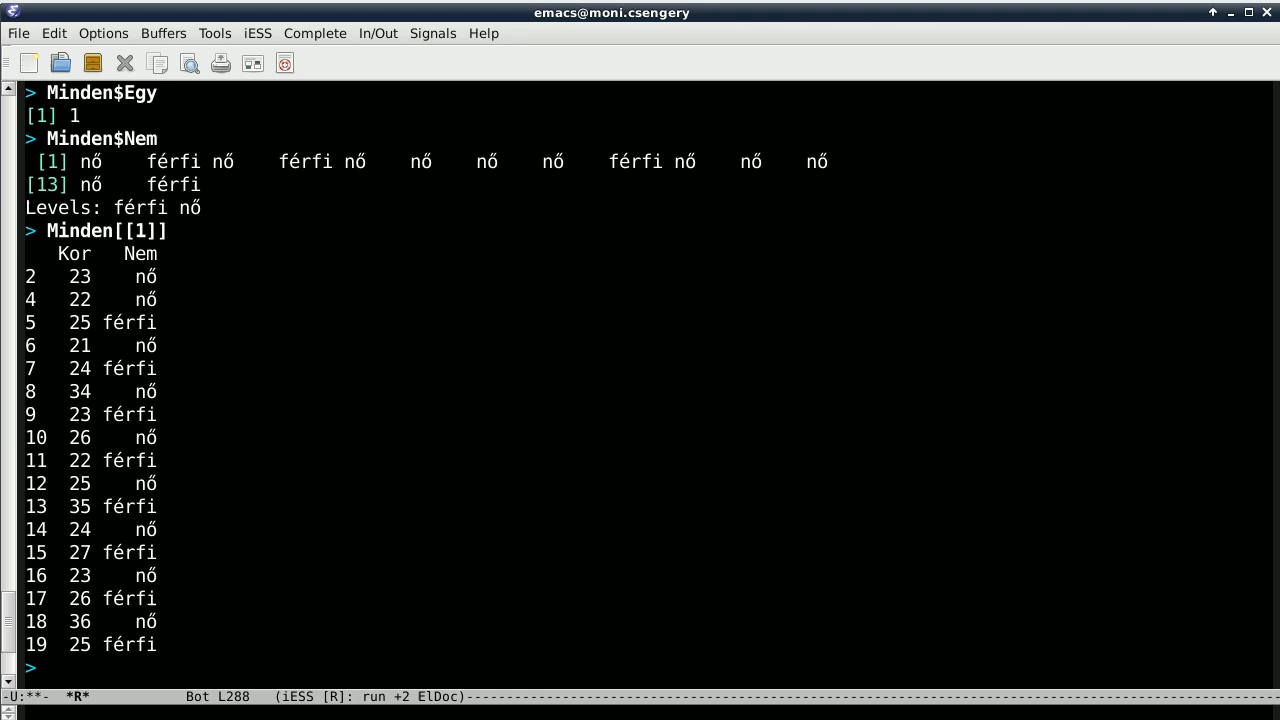 emacs@moni.csengery
File Edit Options Buffers Tools iESS Complete In/Out Signals Help
> Minden$Egy
[1] 1
> Minden$Nem
 [1] nő    férfi nő    férfi nő    nő    nő    nő    férfi nő    nő    nő
[13] nő    férfi
Levels: férfi nő
> Minden[[1]]
   Kor   Nem
2   23    nő
4   22    nő
5   25 férfi
6   21    nő
7   24 férfi
8   34    nő
9   23 férfi
10  26    nő
11  22 férfi
12  25    nő
13  35 férfi
14  24    nő
15  27 férfi
16  23    nő
17  26 férfi
18  36    nő
19  25 férfi
>
-U:**-  *R*            Bot L288   (iESS [R]: run +2 ElDoc)---------------------------------------------------------------------------------------------------